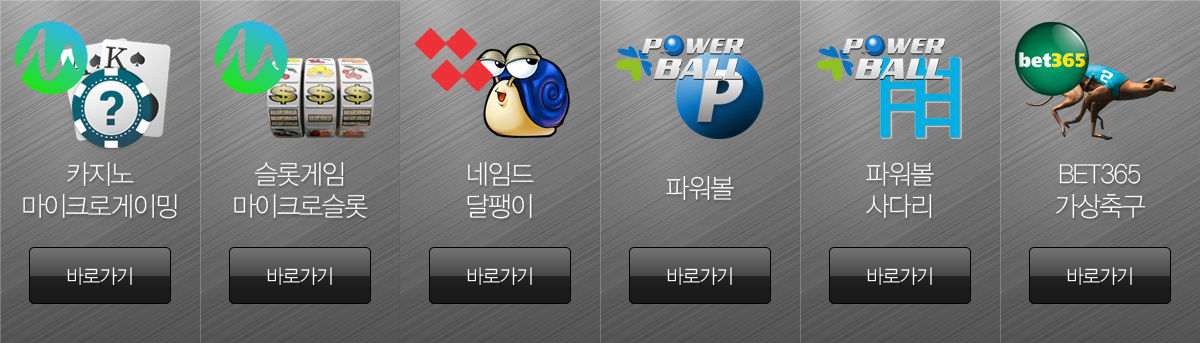 K
?
카지노
마이크로게이밍
바로가기
슬롯게임
마이크로슬롯
바로가기
네임드
달팽이
바로가기
POWER
BALL
P
파워볼
바로가기
POWER
BALL
파워볼
사다리
바로가기
bet365
2
BET365
가상축구
바로가기